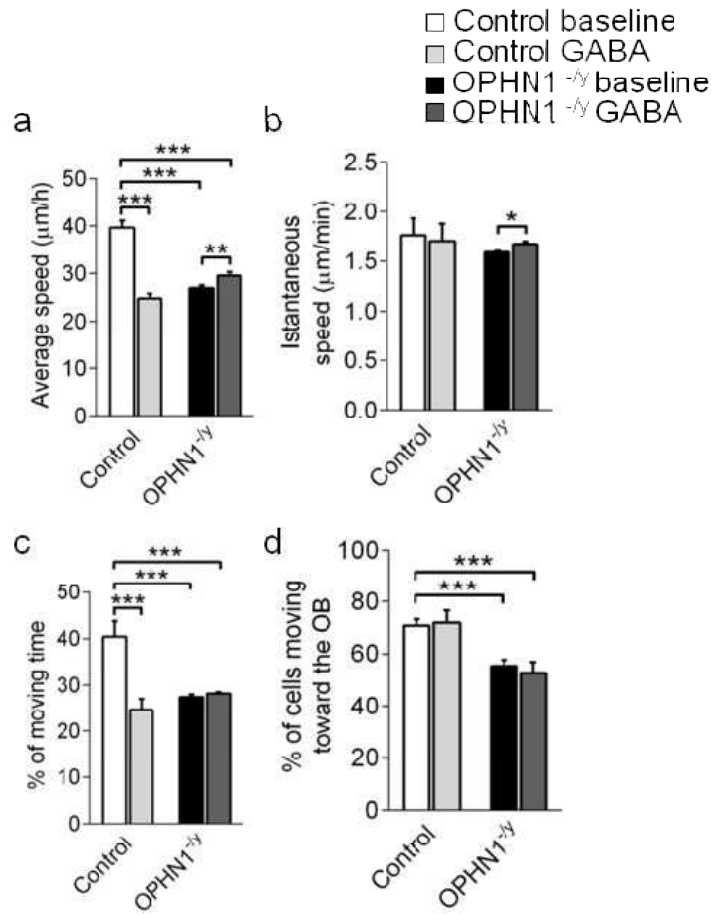 Control baseline
Control GABA
OPHN1 -/y baseline
OPHN1 -/y GABA
a
Average speed (μm/h)
50
40
30
20
10
0
***
***
***
**
Control
OPHN1-/y
b
Istantaneous
speed (μm/min)
2.5
2.0
1.5
1.0
0.5
0.0
*
Control
OPHN1-/y
c
% of moving time
50
40
30
20
10
0
***
***
***
Control
OPHN1-/y
d
% of cells moving
toward the OB
100
80
60
40
20
0
***
***
Control
OPHN1-/y